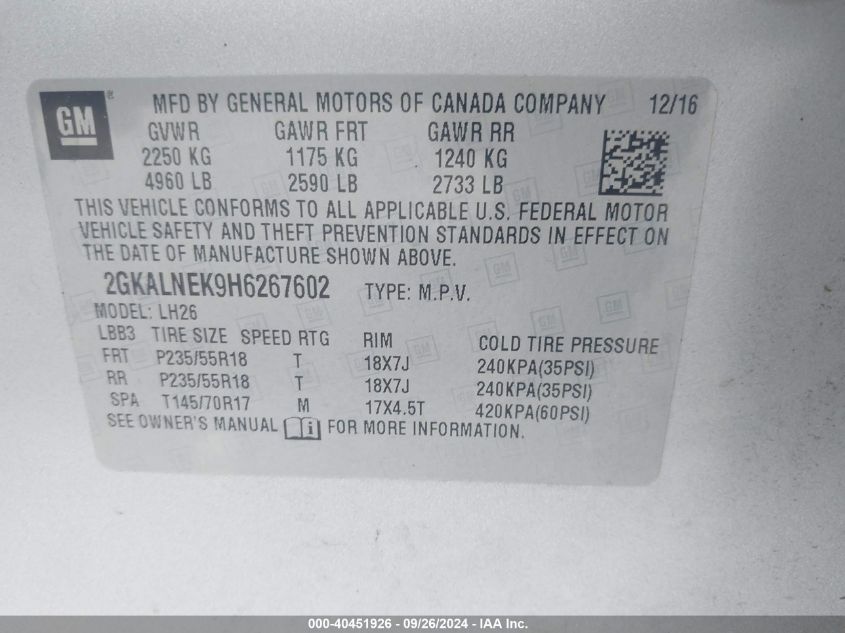 GM ®
MFD BY GENERAL MOTORS OF CANADA COMPANY 12/16
GVWR GAWR FRT GAWR RR
2250 KG 1175 KG 1240 KG
4960 LB 2590 LB 2733 LB
THIS VEHICLE CONFORMS TO ALL APPLICABLE U.S. FEDERAL MOTOR
VEHICLE SAFETY AND THEFT PREVENTION STANDARDS IN EFFECT ON
THE DATE OF MANUFACTURE SHOWN ABOVE.
2GKALNEK9H6267602 TYPE: M.P.V.
MODEL: LH26
LBB3 TIRE SIZE SPEED RTG RIM COLD TIRE PRESSURE
FRT P235/55R18 T 18X7J 240KPA(35PSI)
RR P235/55R18 T 18X7J 240KPA(35PSI)
SPA T145/70R17 M 17X4.5T 420KPA(60PSI)
SEE OWNER'S MANUAL i FOR MORE INFORMATION.
000-40451926 - 09/26/2024 - IAA Inc.